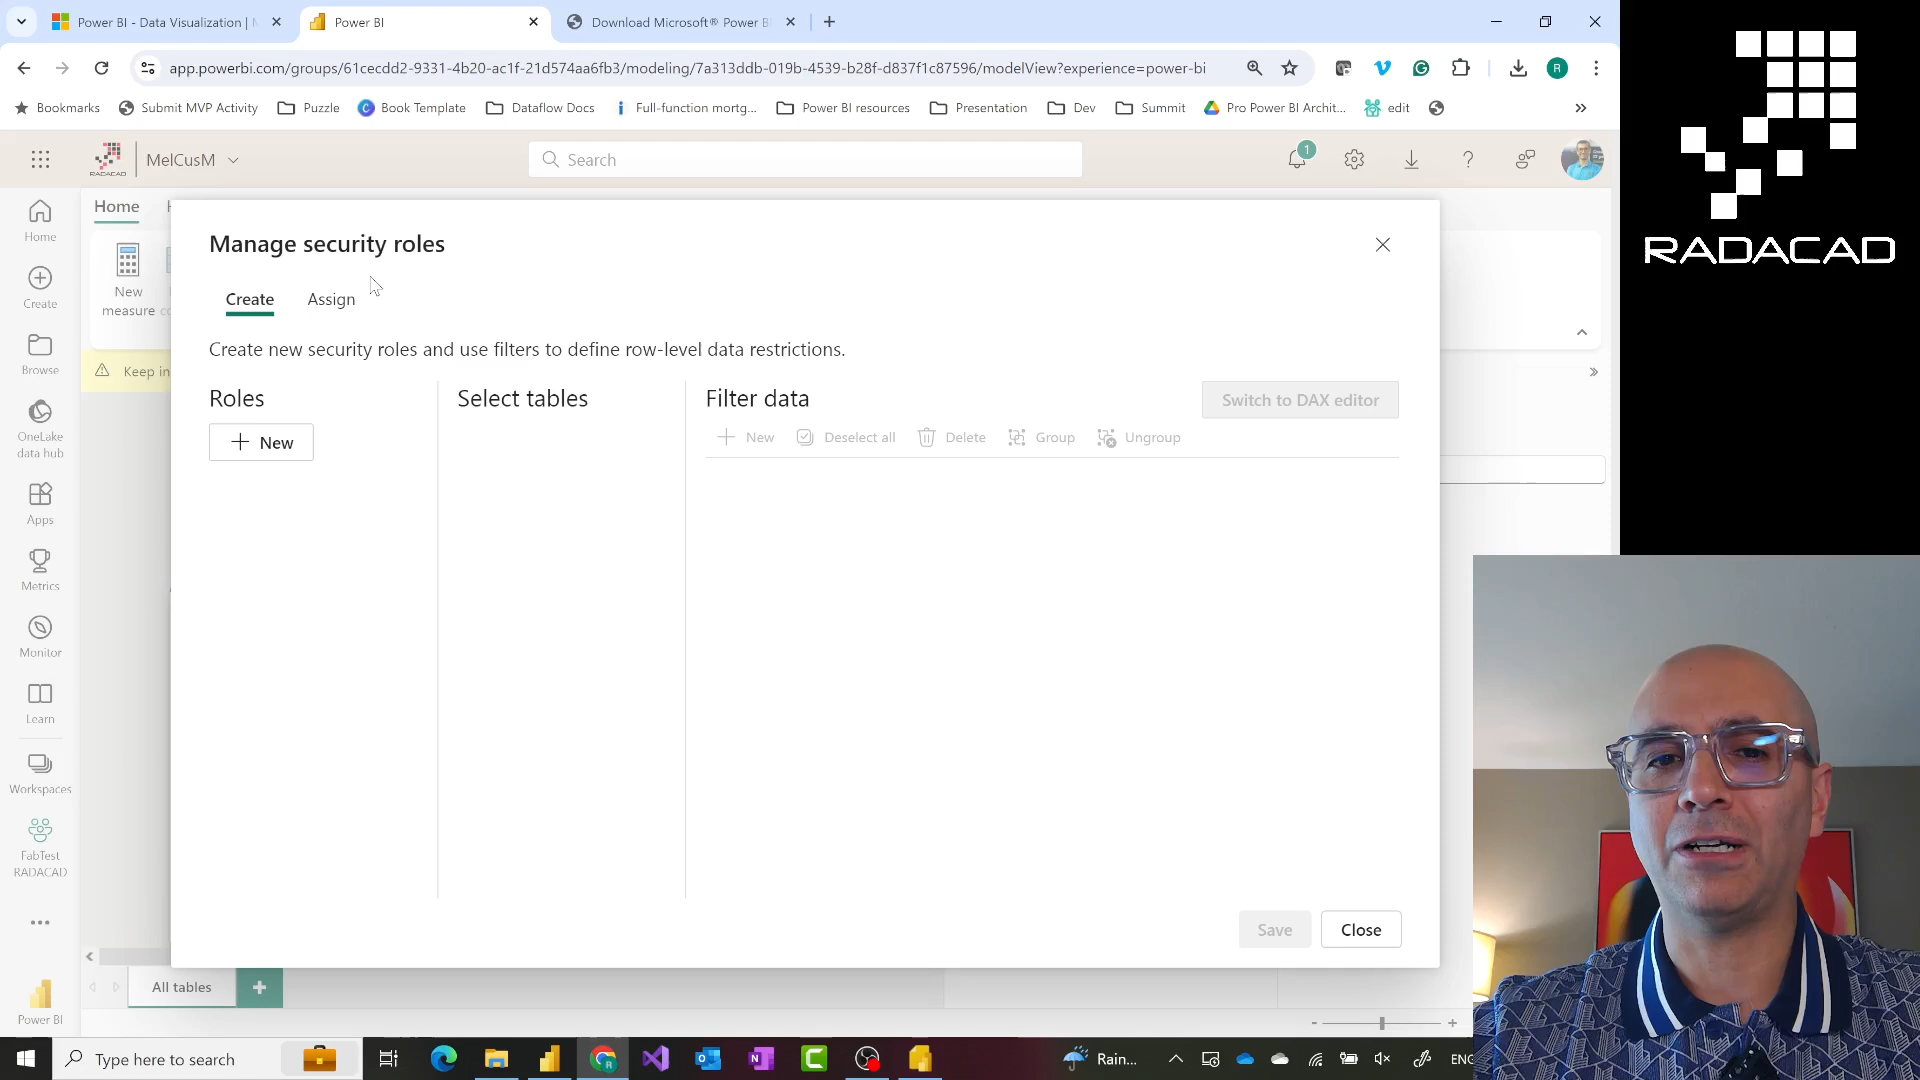 Power BI - Data Visualization | M
Power BI
Download Microsoft® Power B
app.powerbi.com/groups/61cecdd2-9331-4b20-ac1f-21d574aa6fb3/modeling/7a313ddb-019b-4539-b28f-d837f1c87596/modelView?experience=power-bi
R
Bookmarks
Submit MVP Activity
Puzzle
Book Template
Dataflow Docs
Full-function mortg...
Power BI resources
Presentation
Dev
Summit
Pro Power BI Archit...
edit
RADACAD
MelCusM
Search
1
RADACAD
Home
Home
Create
Browse
OneLake
data hub
Apps
Metrics
Monitor
Learn
Workspaces
FabTest
RADACAD
Power BI
New
measure
Keep in
Manage security roles
Create
Assign
Create new security roles and use filters to define row-level data restrictions.
Roles
Select tables
Filter data
Switch to DAX editor
New
New
Deselect all
Delete
Group
Ungroup
Save
Close
All tables
Type here to search
Rain...
ENG